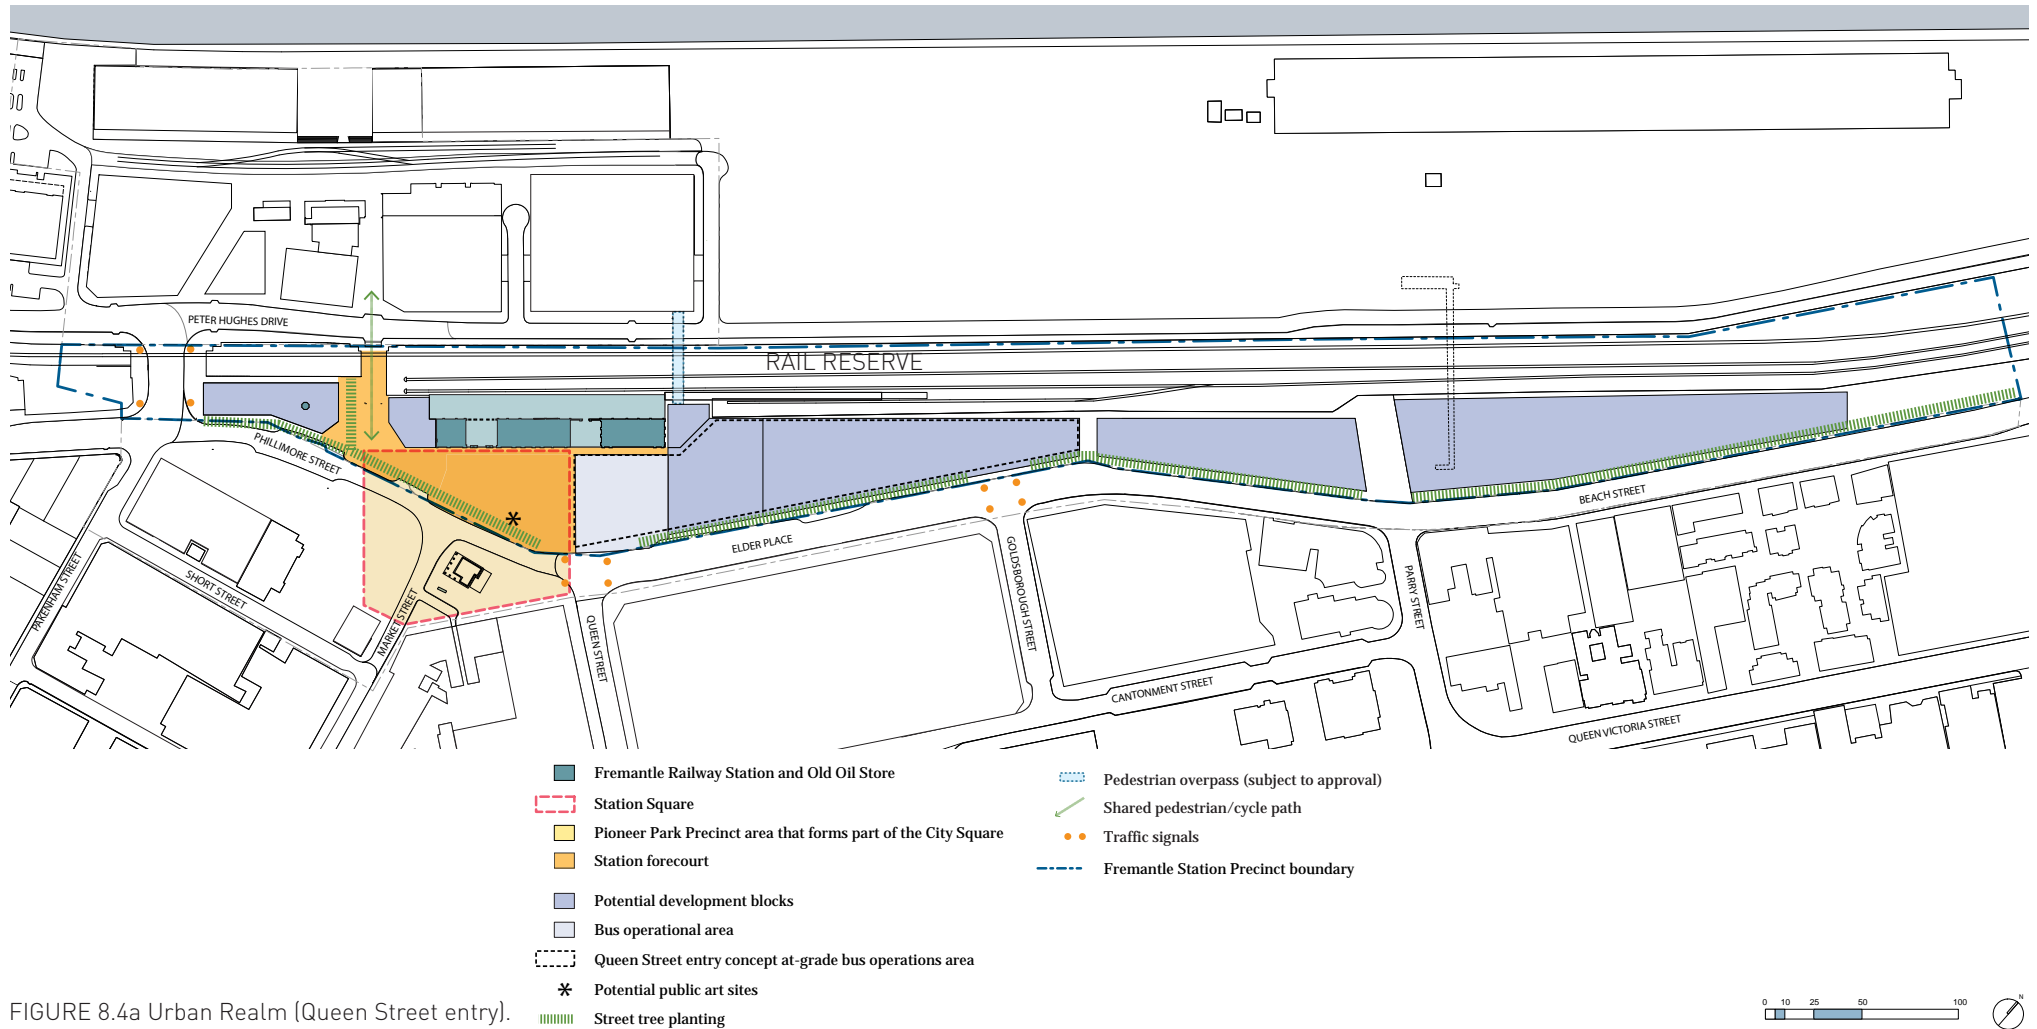 PETER HUGHES DRIVE
RAIL RESERVE
PHILLIMORE STREET
BEACH STREET
ELDER PLACE
PAKENHAM STREET
SHORT STREET
MARKET STREET
QUEEN STREET
GOLDSBOROUGH STREET
PARRY STREET
CANTONMENT STREET
QUEEN VICTORIA STREET
Fremantle Railway Station and Old Oil Store
Station Square
Pioneer Park Precinct area that forms part of the City Square
Station forecourt
Potential development blocks
Bus operational area
Queen Street entry concept at-grade bus operations area
Potential public art sites
Street tree planting
Pedestrian overpass (subject to approval)
Shared pedestrian/cycle path
Traffic signals
Fremantle Station Precinct boundary
FIGURE 8.4a Urban Realm (Queen Street entry).
0 10 25 50 100
N